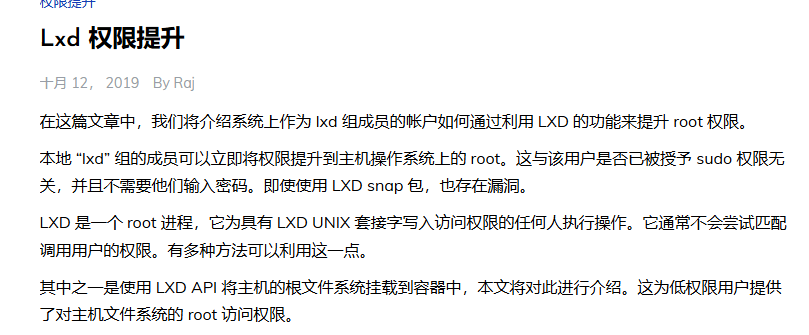 权限提升
Lxd 权限提升
十月 12， 2019 By Raj
在这篇文章中，我们将介绍系统上作为 lxd 组成员的帐户如何通过利用 LXD 的功能来提升 root 权限。
本地 “lxd” 组的成员可以立即将权限提升到主机操作系统上的 root。这与该用户是否已被授予 sudo 权限无
关，并且不需要他们输入密码。即使使用 LXD snap 包，也存在漏洞。
LXD 是一个 root 进程，它为具有 LXD UNIX 套接字写入访问权限的任何人执行操作。它通常不会尝试匹配
调用用户的权限。有多种方法可以利用这一点。
其中之一是使用 LXD API 将主机的根文件系统挂载到容器中，本文将对此进行介绍。这为低权限用户提供
了对主机文件系统的 root 访问权限。